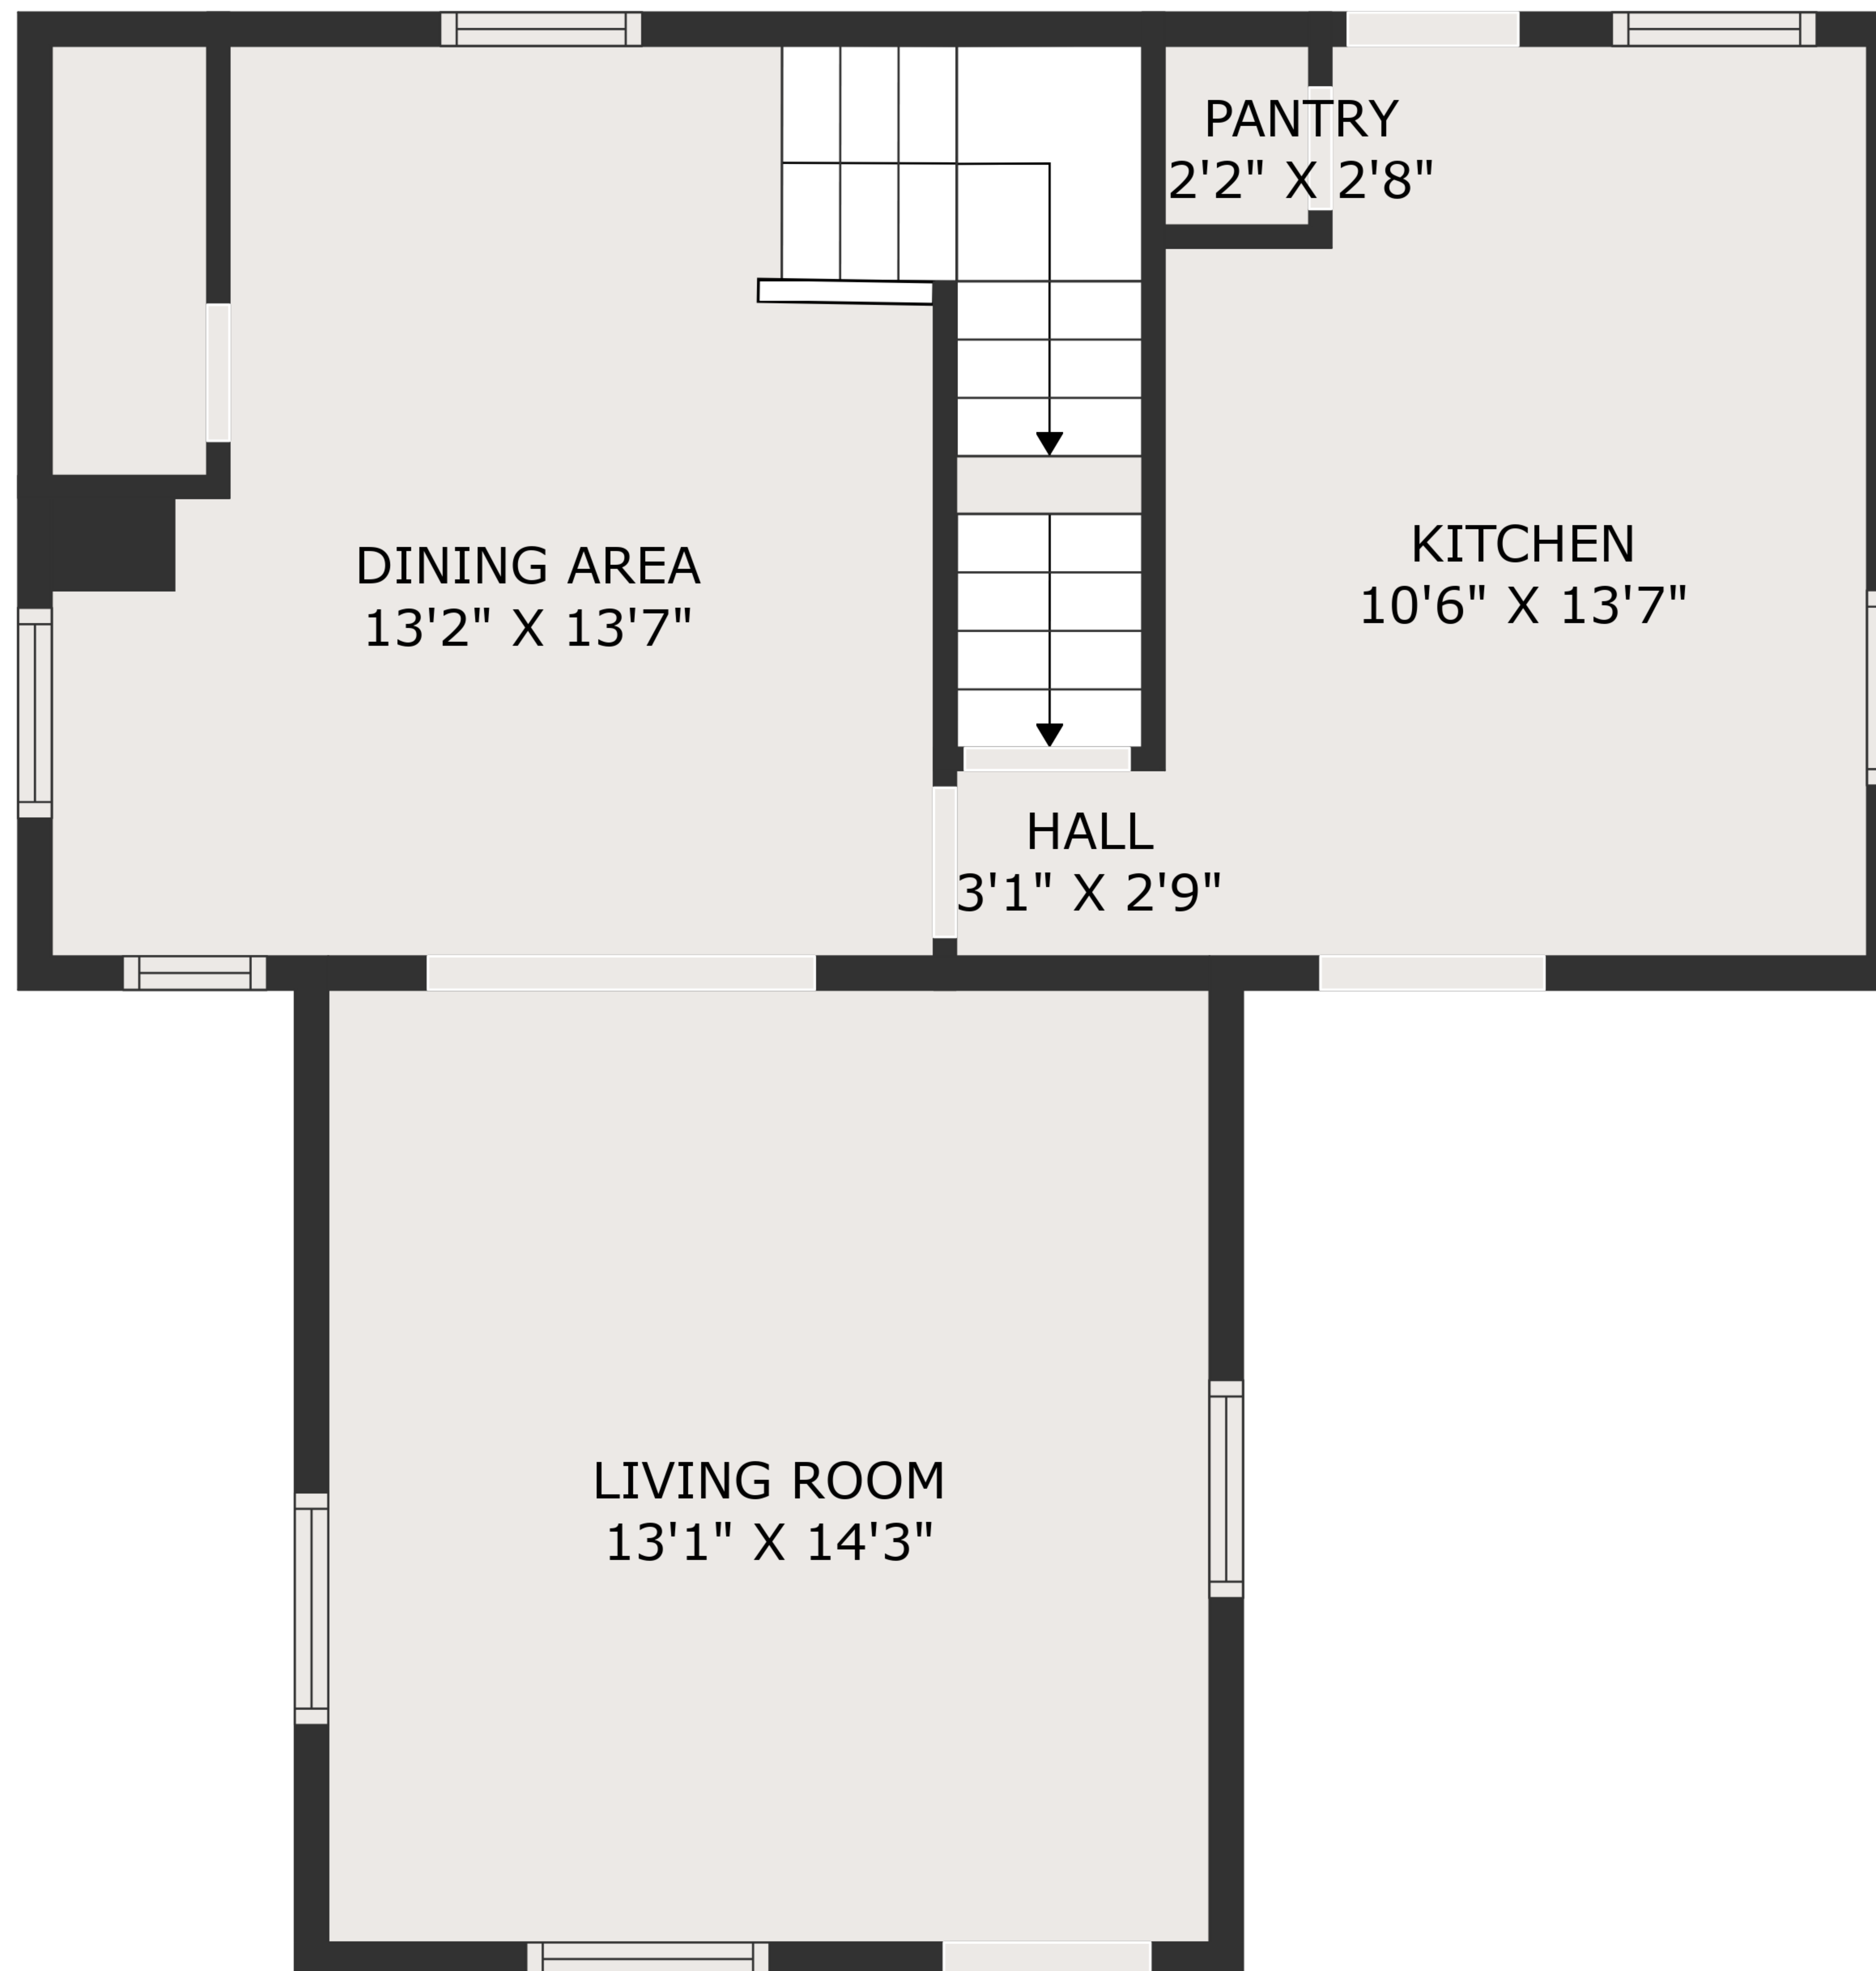 PANTRY
2'2" X 2'8"
DINING AREA
13'2" X 13'7"
KITCHEN
10'6" X 13'7"
HALL
3'1" X 2'9"
LIVING ROOM
13'1" X 14'3"